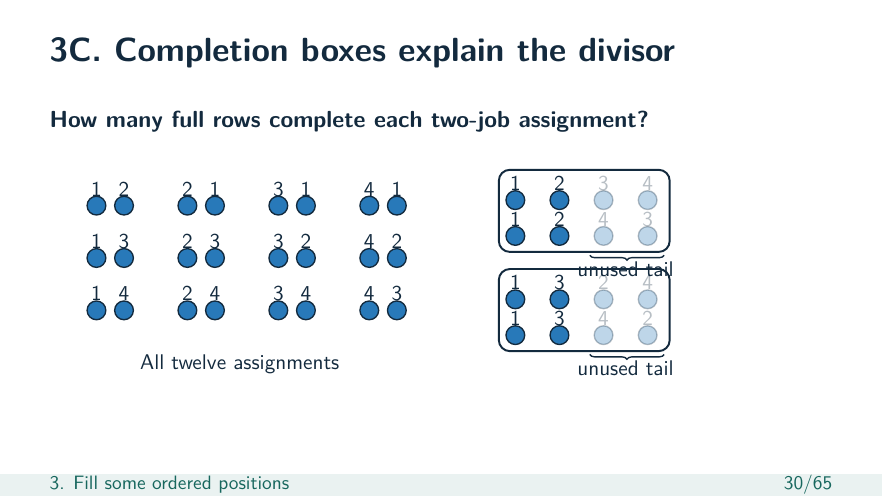 3C. Completion boxes explain the divisor
How many full rows complete each two-job assignment?
1 2 2 1 3 1 4 1
1 3 2 3 3 2 4 2
1 4 2 4 3 4 4 3
All twelve assignments
1 2 3 4
1 2 4 3
unused tail
1 3 2 4
1 3 4 2
unused tail
3. Fill some ordered positions
30/65